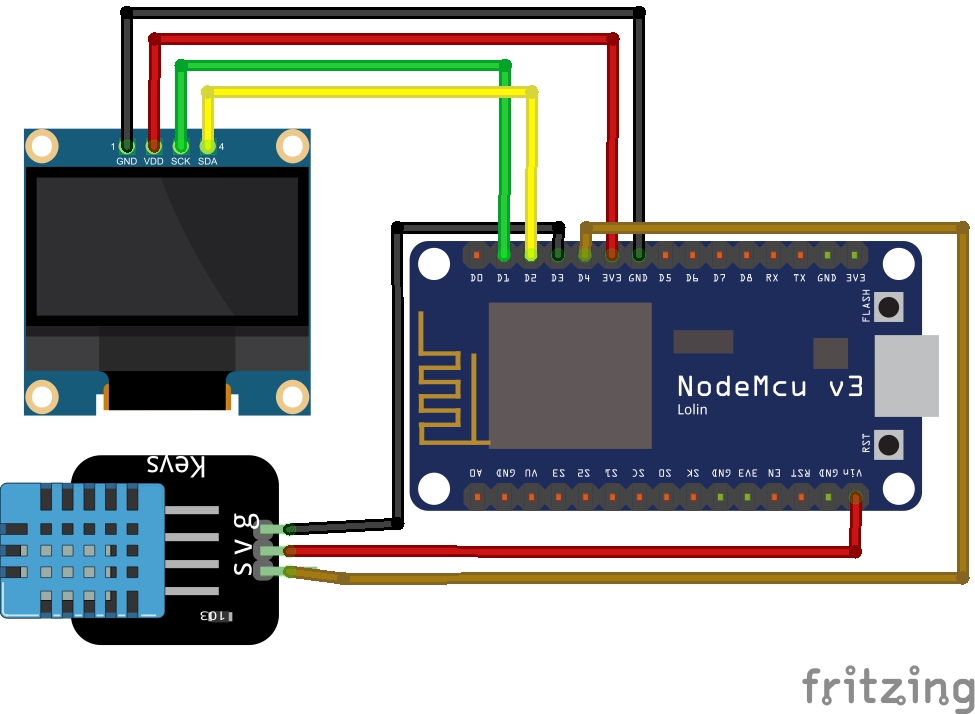 1 4
GND VDD SCK SDA
D0 D1 D2 D3 D4 3V3 GND D5 D6 D7 D8 RX TX GND 3V3
FLASH
NodeMcu v3
Lolin
RST
A0 GND VU S3 S2 S1 SC SO SK GND 3V3 EN RST GND Vin
Keys
g
v
s
103
fritzing